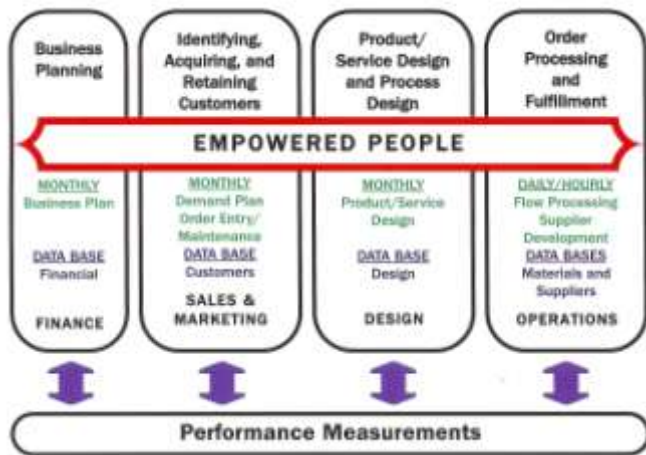 Business
Planning
Identifying,
Acquiring, and
Retaining
Customers
Product/
Service Design
and Process
Design
Order
Processing
and
Fulfillment
EMPOWERED PEOPLE
MONTHLY
Business Plan
DATA BASE
Financial
FINANCE
MONTHLY
Demand Plan
Order Entry/
Maintenance
DATA BASE
Customers
SALES &
MARKETING
MONTHLY
Product/Service
Design
DATA BASE
Design
DESIGN
DAILY/HOURLY
Flow Processing
Supplier
Development
DATA BASES
Materials and
Suppliers
OPERATIONS
Performance Measurements